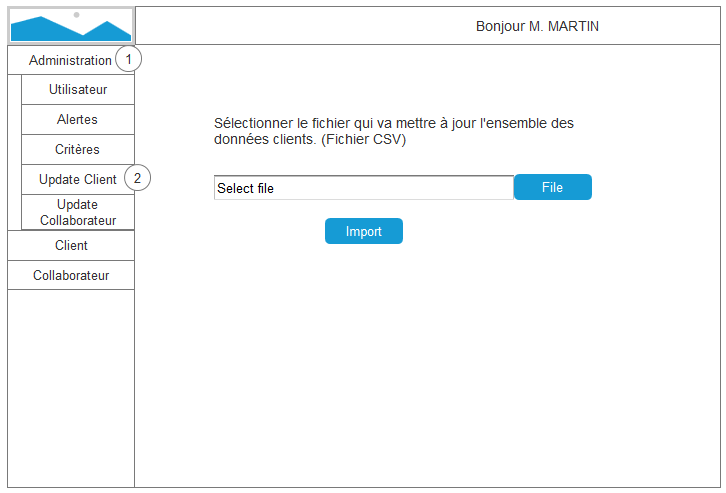 Bonjour M. MARTIN
Administration 1
Utilisateur
Alertes
Critères
Update Client 2
Update
Collaborateur
Client
Collaborateur
Sélectionner le fichier qui va mettre à jour l'ensemble des
données clients. (Fichier CSV)
Select file File
Import